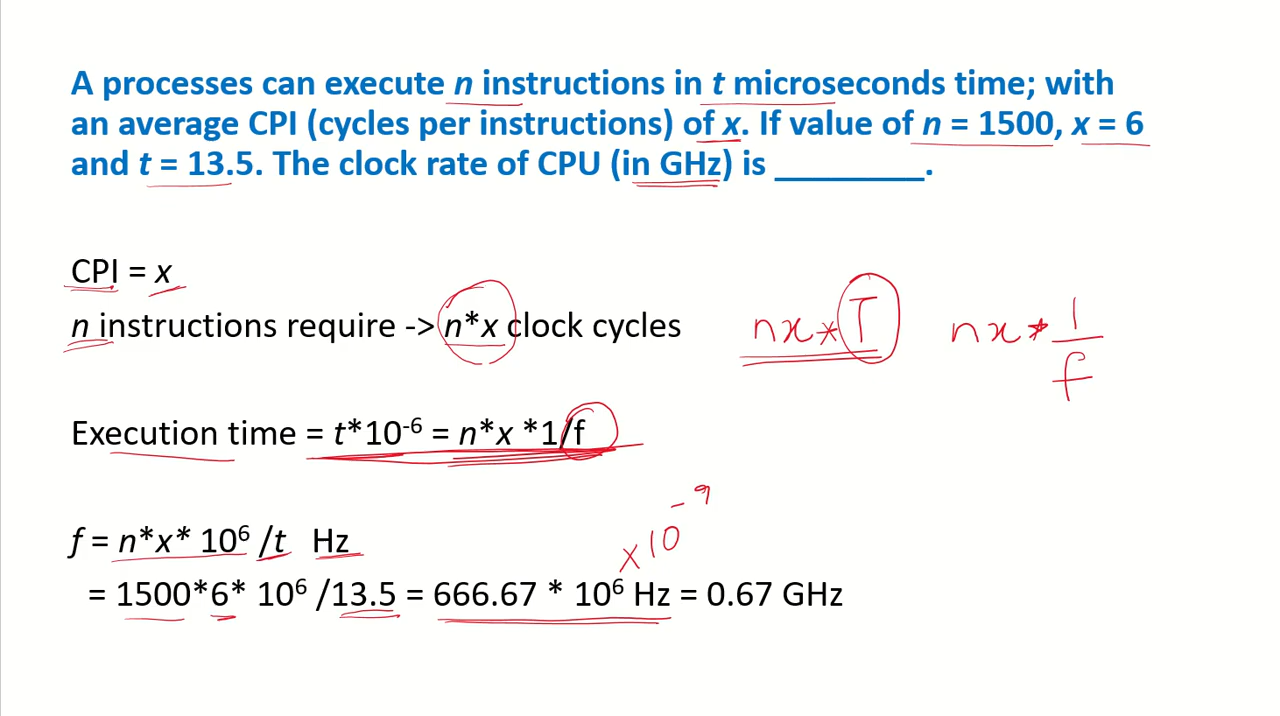 A processes can execute n instructions in t microseconds time; with
an average CPI (cycles per instructions) of x. If value of n = 1500, x = 6
and t = 13.5. The clock rate of CPU (in GHz) is _________.
CPI = x
n instructions require -> n*x clock cycles
nx * T
nx * 1/f
Execution time = t*10⁻⁶ = n*x *1/f
f = n*x* 10⁶ /t Hz
x 10⁻⁹
= 1500*6* 10⁶ /13.5 = 666.67 * 10⁶ Hz = 0.67 GHz